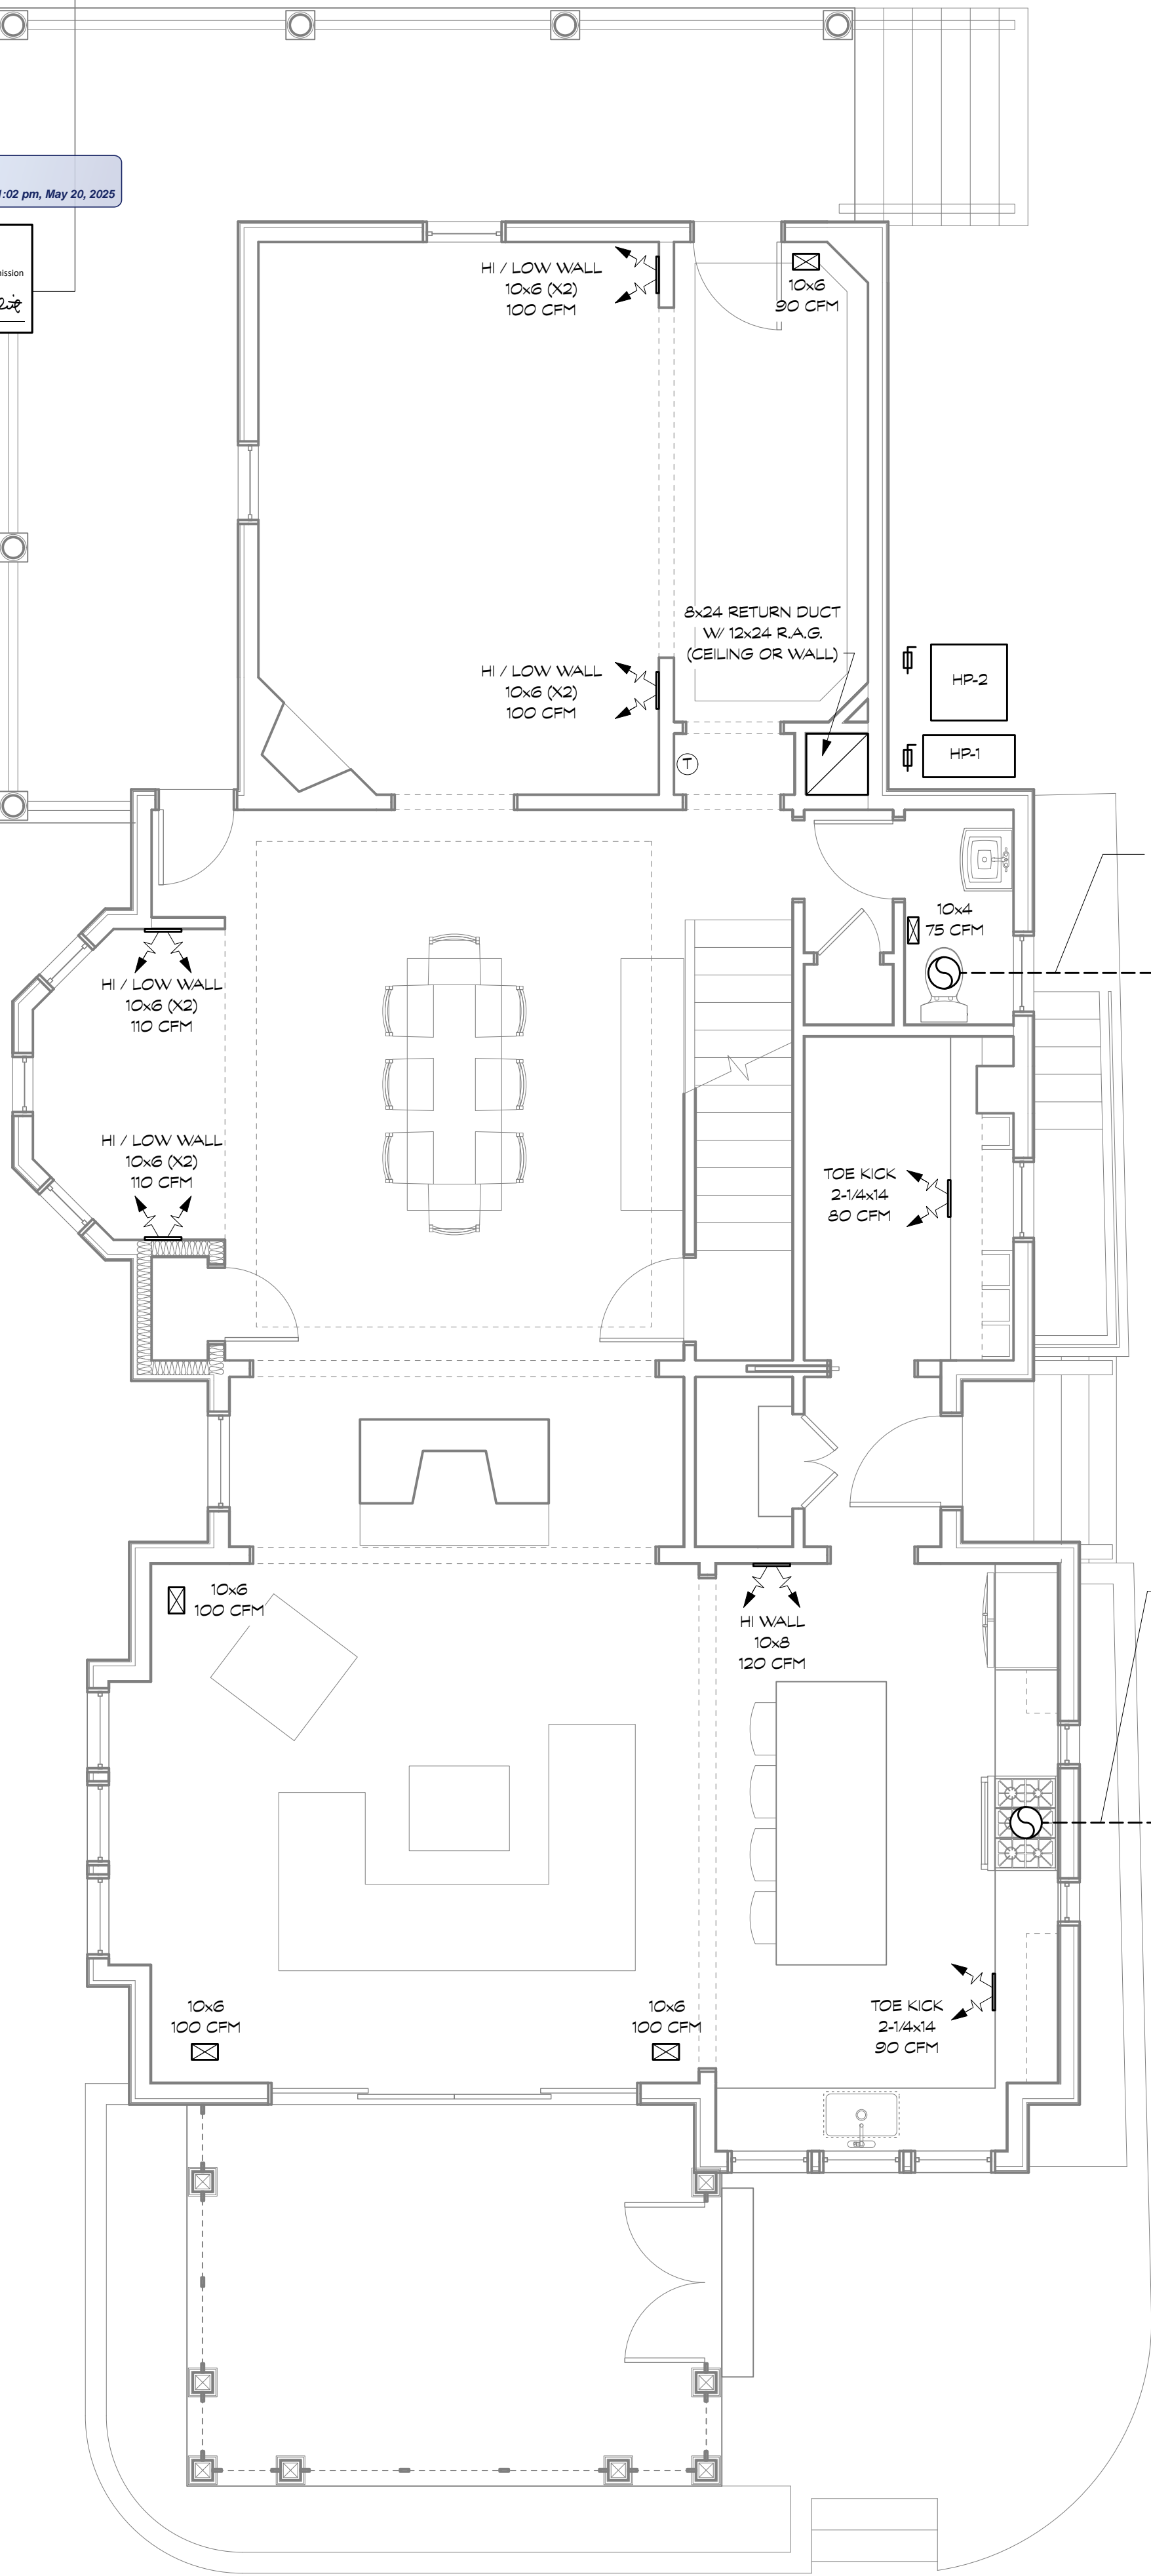 1:02 pm, May 20, 2025
mission
HI / LOW WALL
10x6 (X2)
100 CFM
10x6
90 CFM
8x24 RETURN DUCT
W/ 12x24 R.A.G.
(CEILING OR WALL)
HI / LOW WALL
10x6 (X2)
100 CFM
HP-2
HP-1
T
10x4
75 CFM
HI / LOW WALL
10x6 (X2)
110 CFM
HI / LOW WALL
10x6 (X2)
110 CFM
TOE KICK
2-1/4x14
80 CFM
10x6
100 CFM
HI WALL
10x8
120 CFM
10x6
100 CFM
10x6
100 CFM
TOE KICK
2-1/4x14
90 CFM